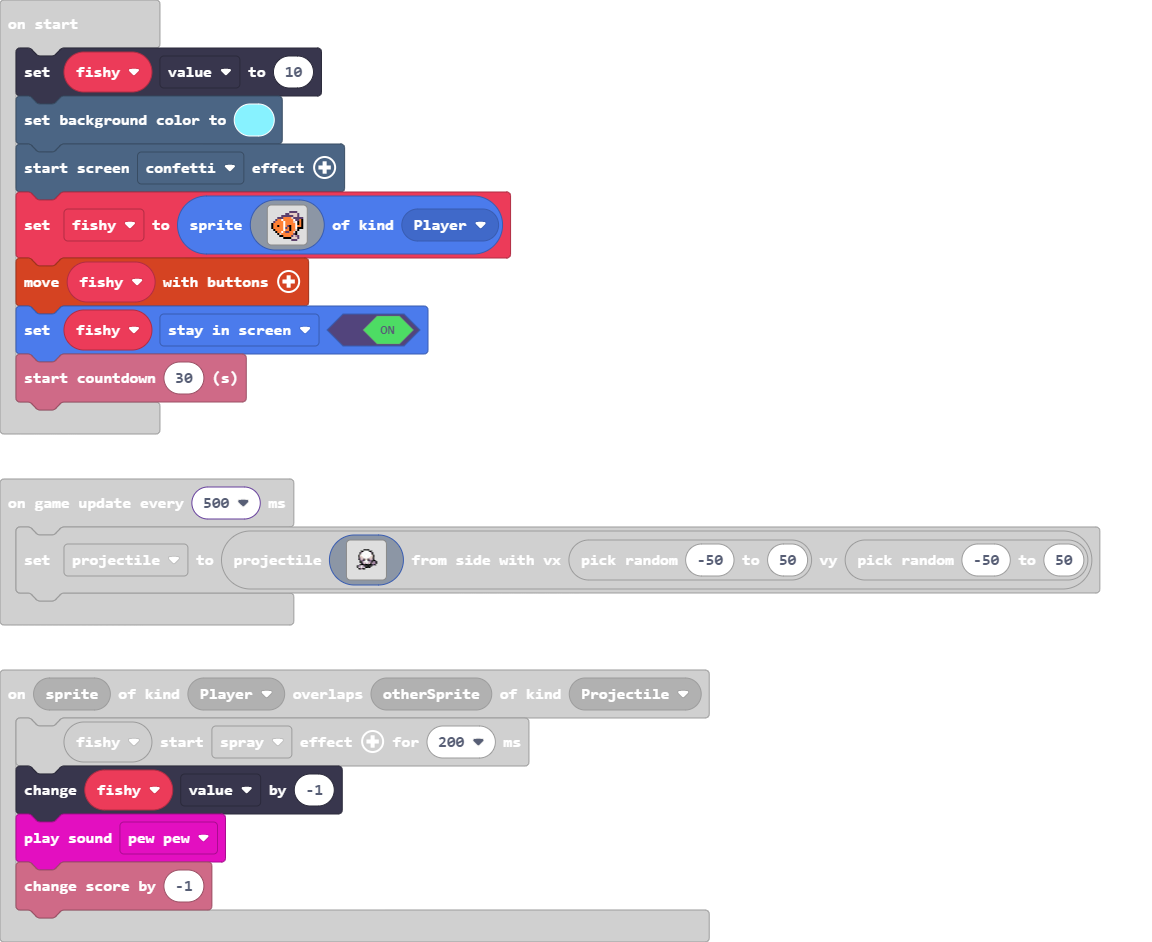 on start
set fishy value to 10
set background color to
start screen confetti effect
set fishy to sprite of kind Player
move fishy with buttons
set fishy stay in screen ON
start countdown 30 (s)
on game update every 500 ms
set projectile to projectile from side with vx pick random -50 to 50 vy pick random -50 to 50
on sprite of kind Player overlaps otherSprite of kind Projectile
fishy start spray effect for 200 ms
change fishy value by -1
play sound pew pew
change score by -1